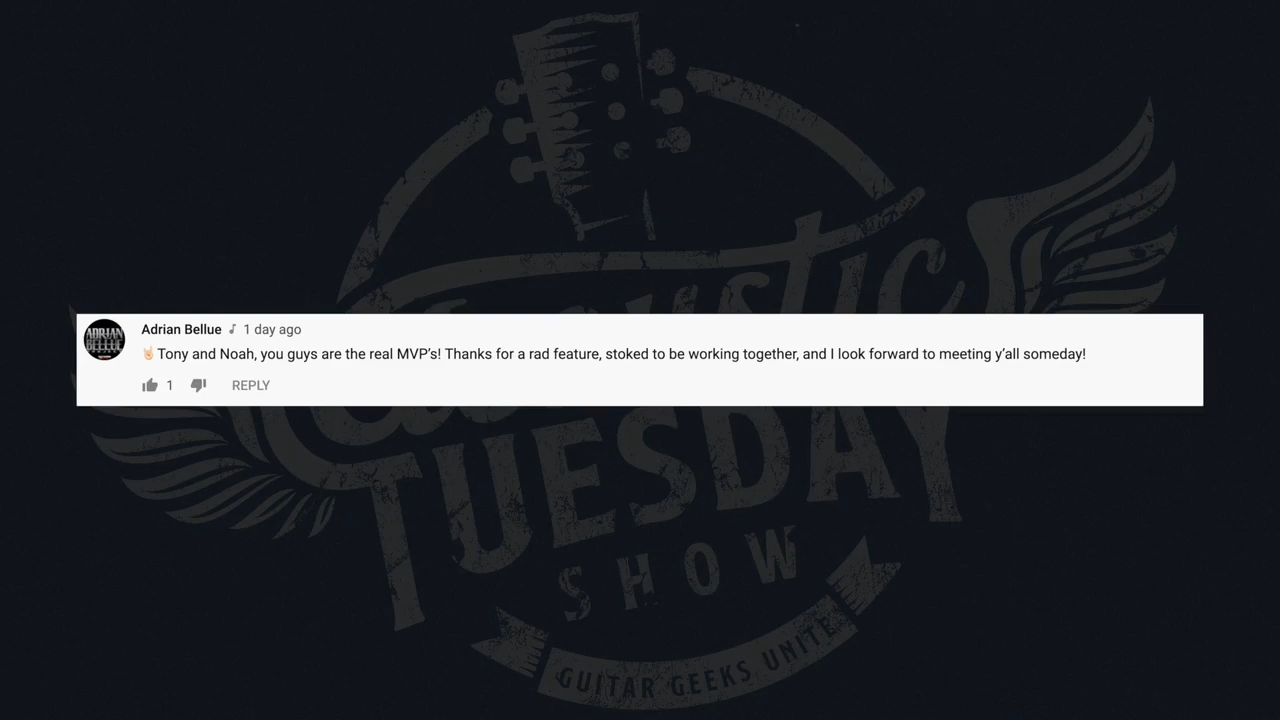 Adrian Bellue ♪ 1 day ago
🤘🏻Tony and Noah, you guys are the real MVP’s! Thanks for a rad feature, stoked to be working together, and I look forward to meeting y’all someday!
1 REPLY
TUESDAY
SHOW
GUITAR GEEKS UNITE
ADRIAN
BELLUE